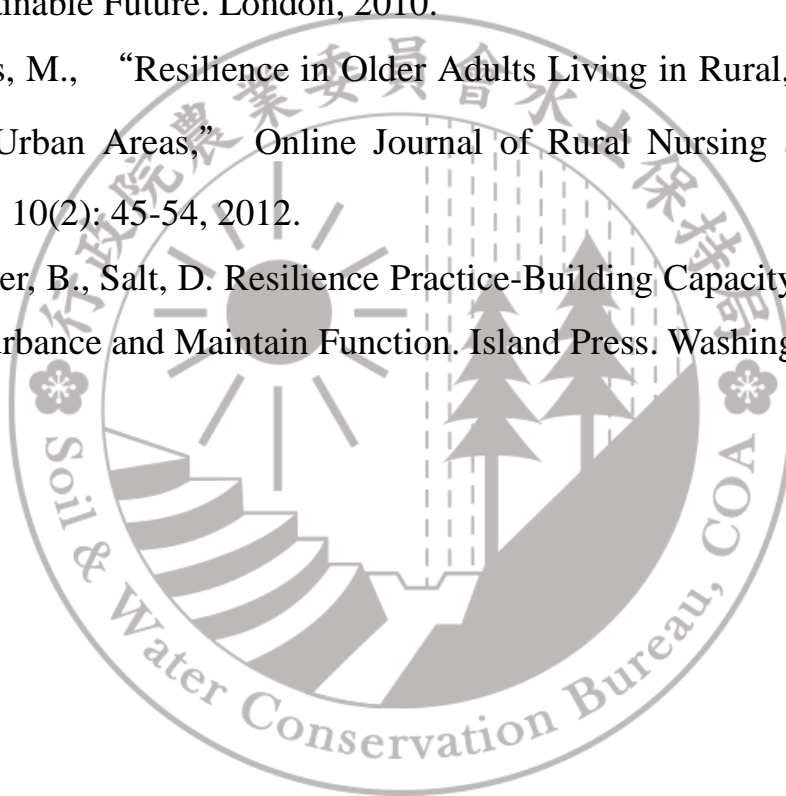 ainable Future. London, 2010.
s, M., “Resilience in Older Adults Living in Rural,
Urban Areas,” Online Journal of Rural Nursing
10(2): 45-54, 2012.
er, B., Salt, D. Resilience Practice-Building Capacity
urbance and Maintain Function. Island Press. Washing
行政院農業委員會水土保持局
Soil & Water Conservation Bureau, COA